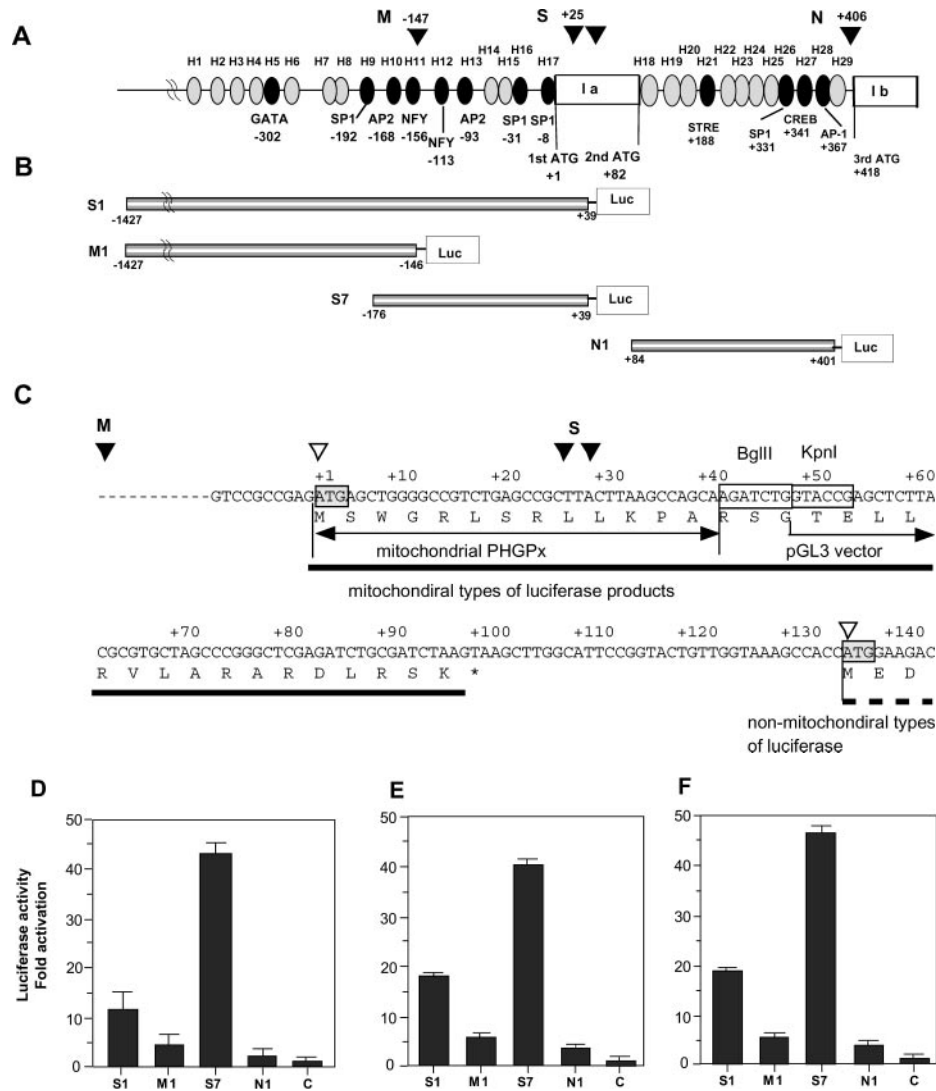 A
M
-147
S
+25
N
+406
H1 H2 H3 H4 H5 H6 H7 H8 H9 H10 H11 H12 H13 H14 H15 H16 H17 H18 H19 H20 H21 H22 H23 H24 H25 H26 H27 H28 H29
I a
I b
GATA
-302
SP1
-192
AP2
-168
NFY
-156
NFY
-113
AP2
-93
SP1
-31
SP1
-8
1st ATG
+1
2nd ATG
+82
STRE
+188
SP1
+331
CREB
+341
AP-1
+367
3rd ATG
+418
B
S1
-1427
+39
Luc
M1
-1427
-146
Luc
S7
-176
+39
Luc
N1
+84
+401
Luc
C
M
S
BglII
KpnI
+1 +10 +20 +30 +40 +50 +60
GTCCGCCGAGATGAGCTGGGGCCGTCTGAGCCGCTTACTTAAGCCAGCAAGATCTGGTACCGAGCTCTTA
M S W G R L S R L L K P A R S G T E L L
mitochondrial PHGPx
pGL3 vector
mitochondiral types of luciferase products
+70 +80 +90 +100 +110 +120 +130 +140
CGCGTGCTAGCCCGGGCTCGAGATCTGCGATCTAAGTAAGCTTGGCATTCCGGTACTGTTGGTAAAGCCACCATGGAAGAC
R V L A R A R D L R S K *
M E D
non-mitochondiral types
of luciferase
D
Luciferase activity
Fold activation
50
40
30
20
10
0
S1 M1 S7 N1 C
E
50
40
30
20
10
0
S1 M1 S7 N1 C
F
50
40
30
20
10
0
S1 M1 S7 N1 C